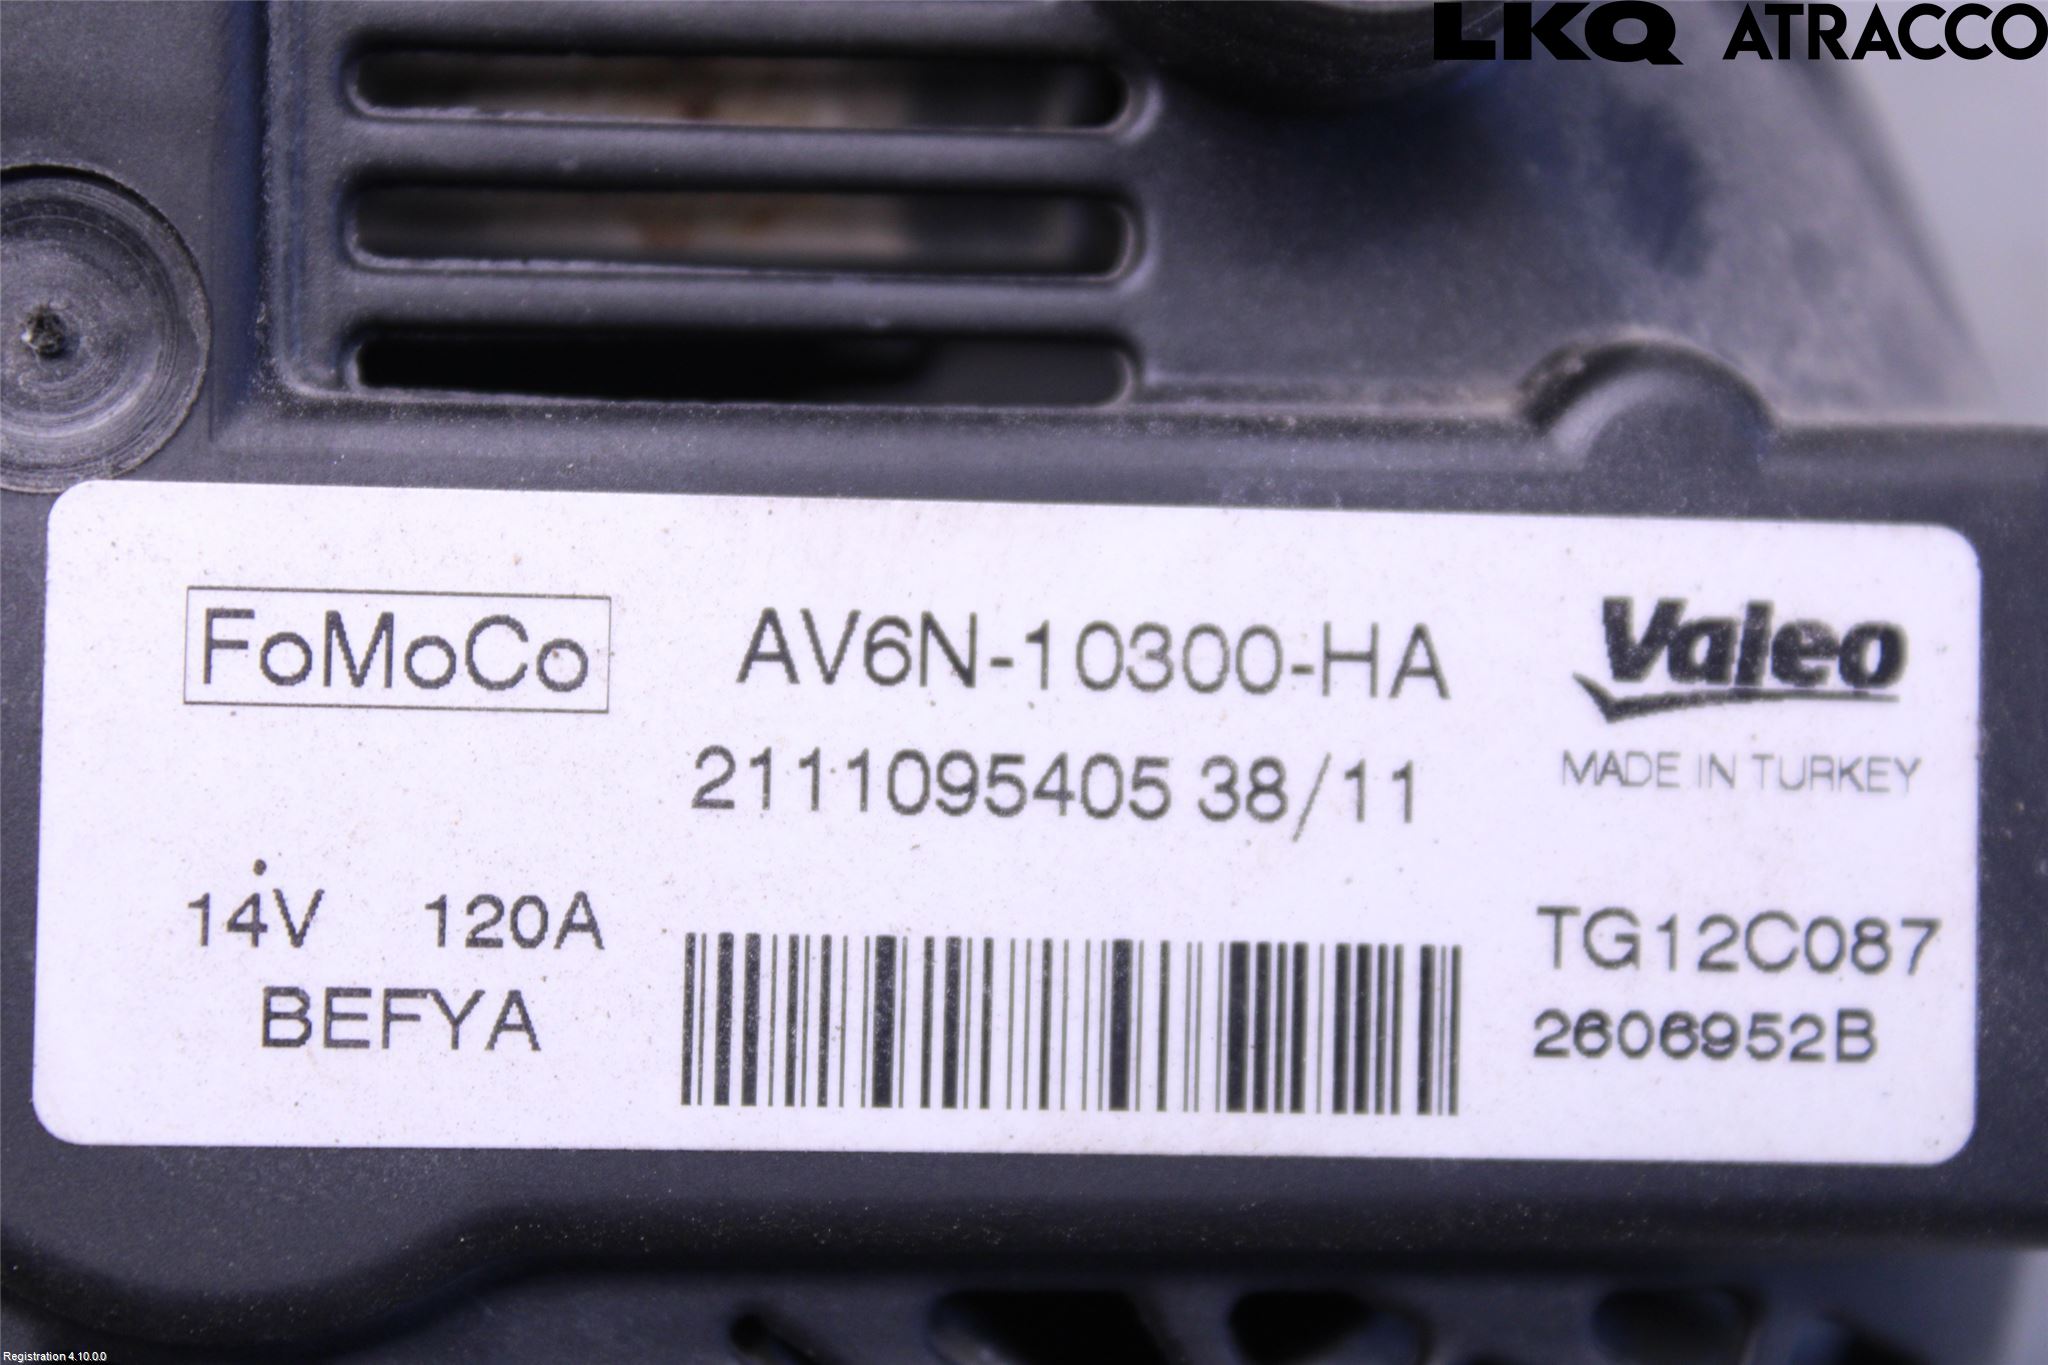 LKQ ATRACCO
FoMoCo
AV6N-10300-HA
Valeo
2111095405 38/11
MADE IN TURKEY
14V 120A
TG12C087
BEFYA
2606952B
Registration 4.10.0.0